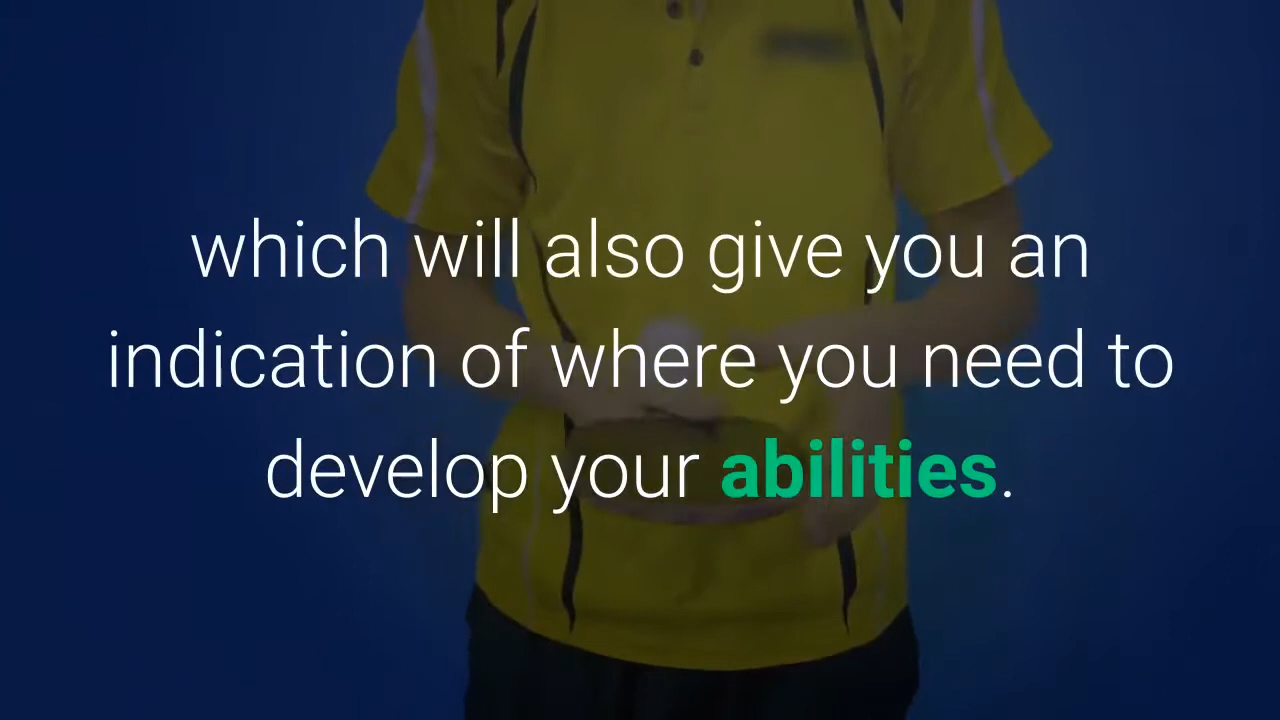 which will also give you an
indication of where you need to
develop your abilities.